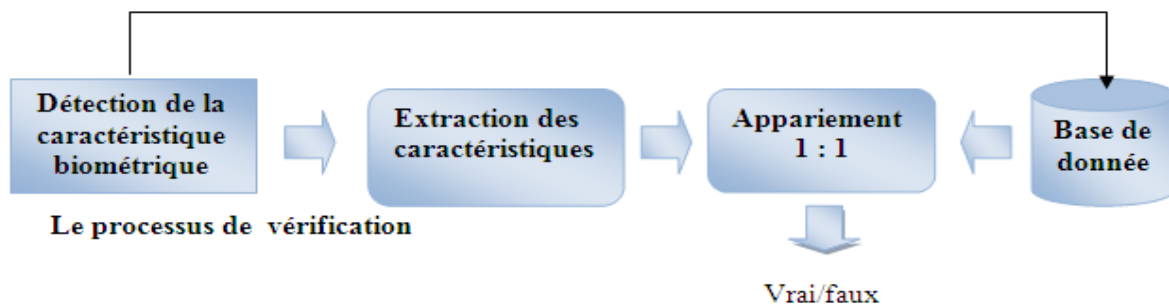 Détection de la
caractéristique
biométrique
Extraction des
caractéristiques
Appariement
1 : 1
Base de
donnée
Le processus de vérification
Vrai/faux